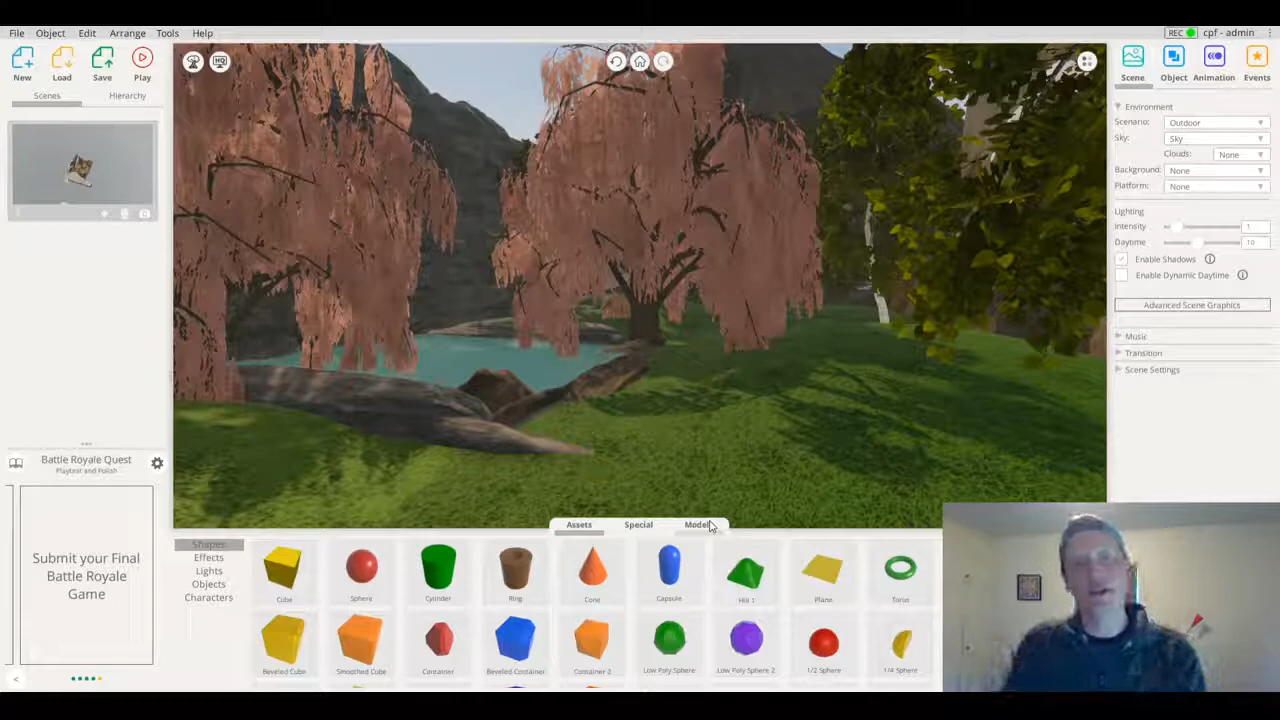 File Object Edit Arrange Tools Help
REC cpf - admin
New Load Save Play
HQ
Scene Object Animation Events
Scenes Hierarchy
Environment
Scenario: Outdoor
Sky: Sky
Clouds: None
Background: None
Platform: None
Lighting
Intensity 1
Daytime 10
Enable Shadows
Enable Dynamic Daytime
Advanced Scene Graphics
Music
Transition
Scene Settings
Battle Royale Quest
Playtest and Polish
Submit your Final
Battle Royale
Game
Assets Special Model
Shapes
Effects
Lights
Objects
Characters
Cube Sphere Cylinder Ring Cone Capsule Hill 1 Plane Torus
Beveled Cube Smoothed Cube Container Beveled Container Container 2 Low Poly Sphere Low Poly Sphere 2 1/2 Sphere 1/4 Sphere